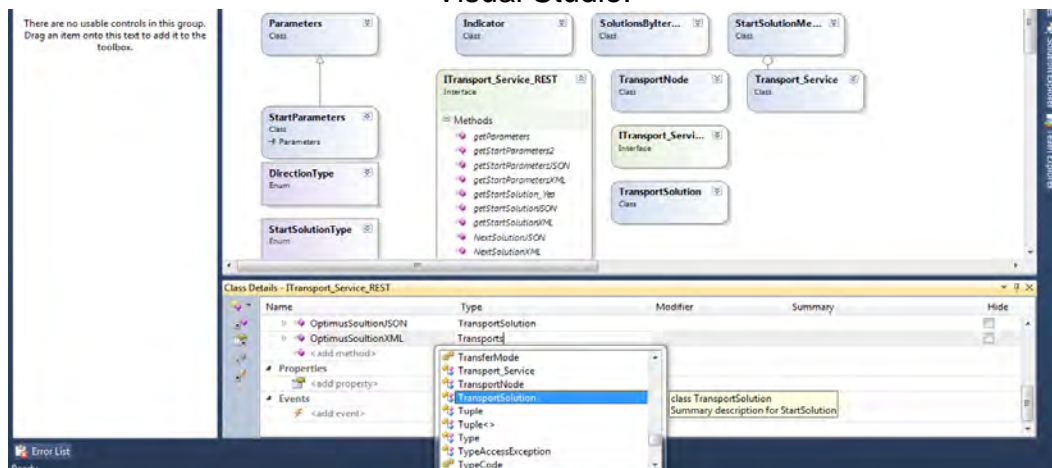 Visual Studio.
There are no usable controls in this group.
Drag an item onto this text to add it to the
toolbox.
Parameters
Class
Indicator
Class
SolutionsByIter...
Class
StartSolutionMe...
Class
StartParameters
Class
Parameters
ITransport_Service_REST
Interface
Methods
getParameters
getStartParameters2
getStartParametersJSON
getStartParametersXML
getStartSolution_Yes
getStartSolutionJSON
getStartSolutionXML
NextSolutionJSON
NextSolutionXML
TransportNode
Class
Transport_Service
Class
ITransport_Servi...
Interface
TransportSolution
Class
DirectionType
Enum
StartSolutionType
Enum
Solution Explorer
Team Explorer
Class Details - ITransport_Service_REST
Name Type Modifier Summary Hide
OptimusSoultionJSON TransportSolution
OptimusSoultionXML Transports
<add method>
Properties
<add property>
Events
<add event>
TransferMode
Transport_Service
TransportNode
TransportSolution
Tuple
Tuple<>
Type
TypeAccessException
TypeCode
class TransportSolution
Summary description for StartSolution
Error List